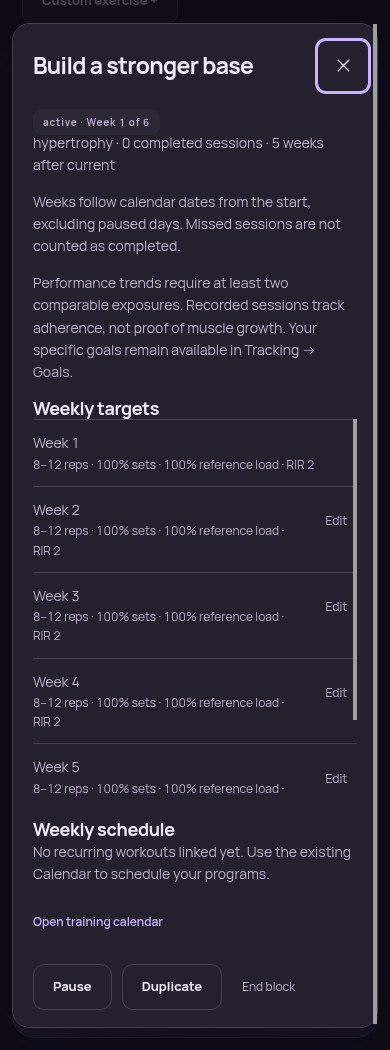 Custom exercise +
Build a stronger base
active · Week 1 of 6
hypertrophy · 0 completed sessions · 5 weeks
after current
Weeks follow calendar dates from the start,
excluding paused days. Missed sessions are not
counted as completed.
Performance trends require at least two
comparable exposures. Recorded sessions track
adherence, not proof of muscle growth. Your
specific goals remain available in Tracking →
Goals.
Weekly targets
Week 1
8–12 reps · 100% sets · 100% reference load · RIR 2
Week 2
8–12 reps · 100% sets · 100% reference load ·
RIR 2
Edit
Week 3
8–12 reps · 100% sets · 100% reference load ·
RIR 2
Edit
Week 4
8–12 reps · 100% sets · 100% reference load ·
RIR 2
Edit
Week 5
8–12 reps · 100% sets · 100% reference load ·
Edit
Weekly schedule
No recurring workouts linked yet. Use the existing
Calendar to schedule your programs.
Open training calendar
Pause
Duplicate
End block